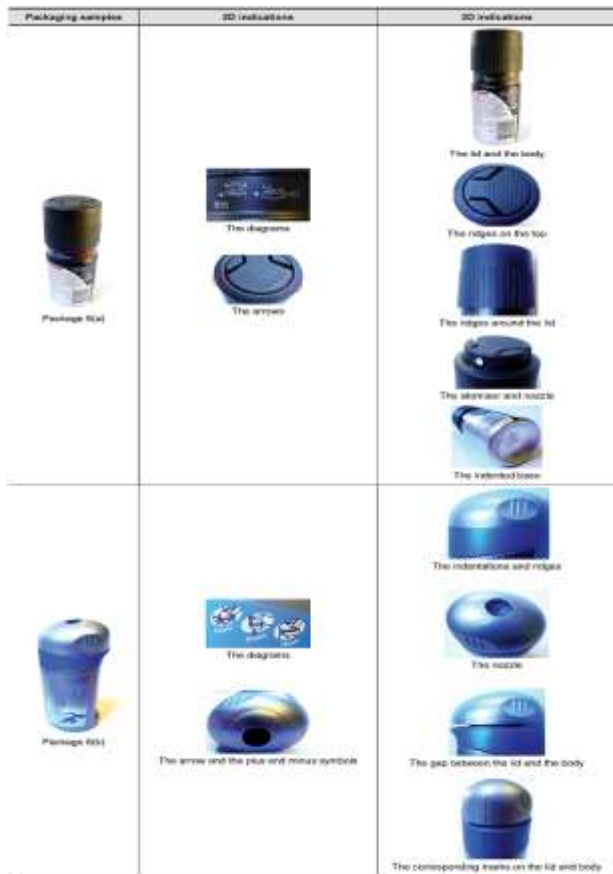 Packaging samples
2D indications
3D indications
The lid and the body
The diagrams
The ridges on the top
The arrows
Package 6(a)
The ridges around the lid
The atomiser and nozzle
The indented base
The indentations and ridges
The diagrams
The nozzle
Package 6(b)
The arrow and the plus and minus symbols
The gap between the lid and the body
The corresponding marks on the lid and body